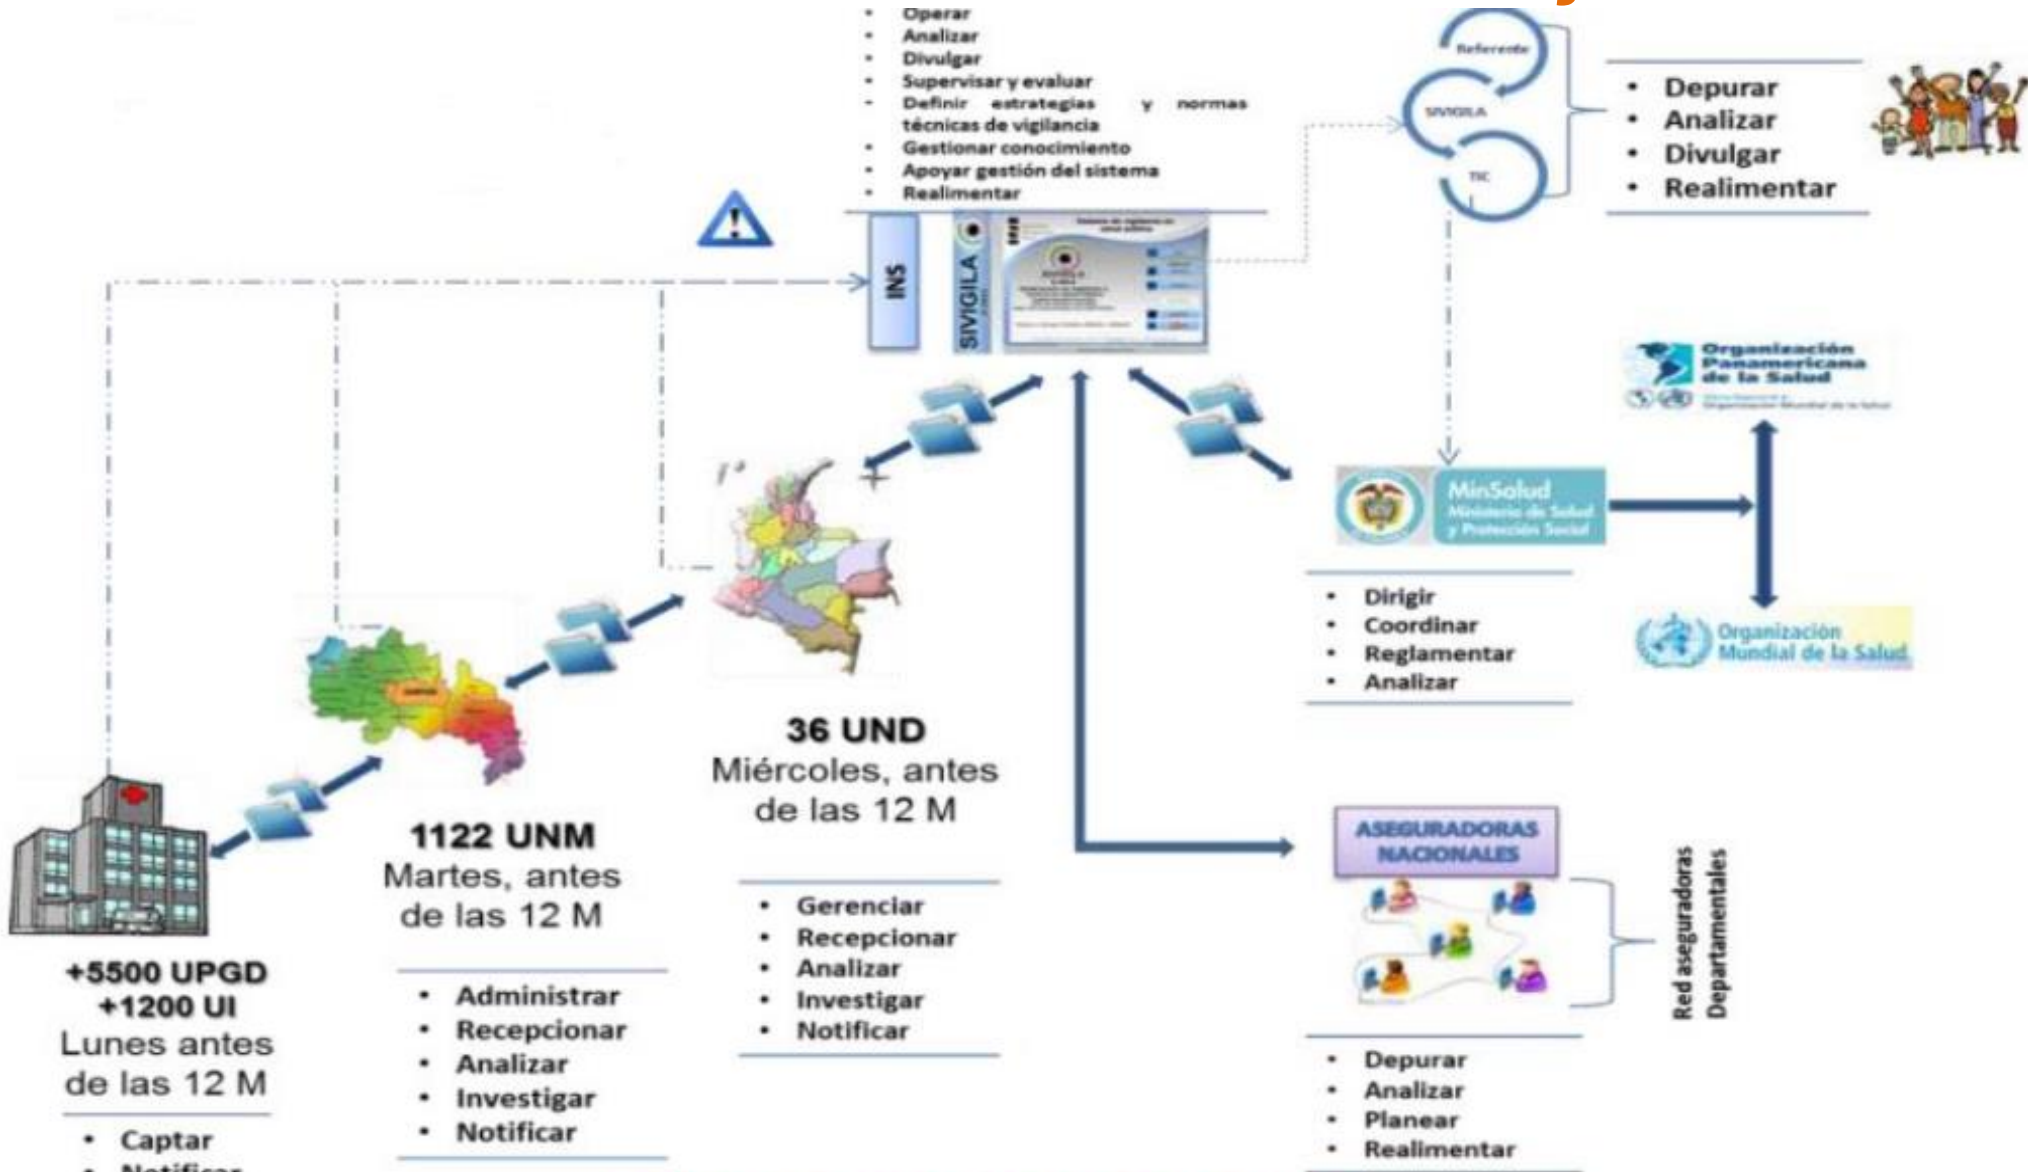 Operar
Analizar
Divulgar
Supervisar y evaluar
Definir estrategias y normas
técnicas de vigilancia
Gestionar conocimiento
Apoyar gestión del sistema
Realimentar
Referente
SIVIGILA
TIC
Depurar
Analizar
Divulgar
Realimentar
INS
SIVIGILA
Organización
Panamericana
de la Salud
MinSalud
Ministerio de Salud
y Protección Social
Dirigir
Coordinar
Reglamentar
Analizar
Organización
Mundial de la Salud
36 UND
Miércoles, antes
de las 12 M
Gerenciar
Recepcionar
Analizar
Investigar
Notificar
1122 UNM
Martes, antes
de las 12 M
Administrar
Recepcionar
Analizar
Investigar
Notificar
+5500 UPGD
+1200 UI
Lunes antes
de las 12 M
Captar
Notificar
ASEGURADORAS
NACIONALES
Red aseguradoras
Departamentales
Depurar
Analizar
Planear
Realimentar